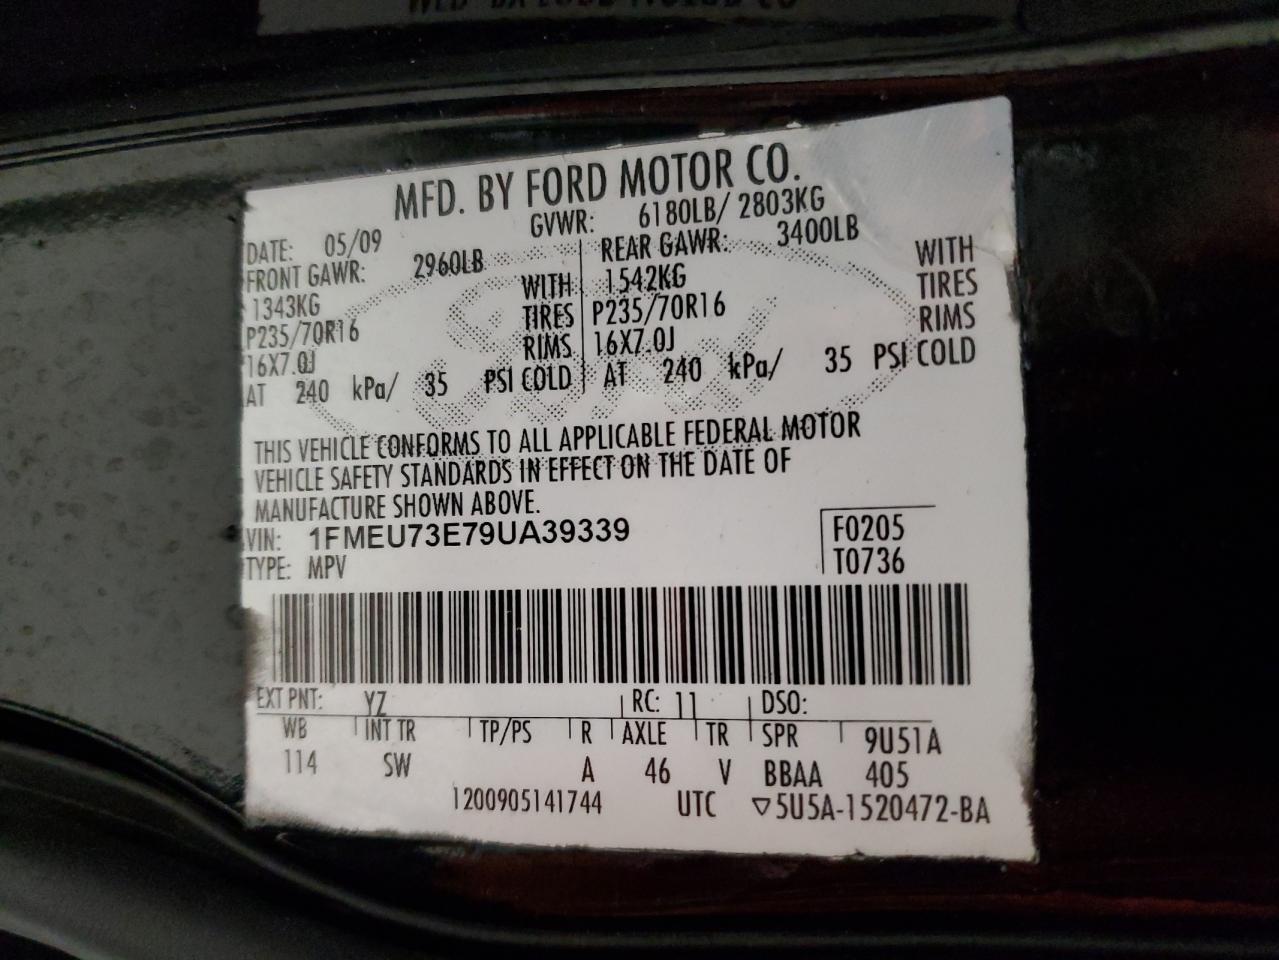 MFD. BY FORD MOTOR CO.
DATE: 05/09 GVWR: 6180LB/ 2803KG
FRONT GAWR: 2960LB REAR GAWR: 3400LB
1343KG WITH 1542KG WITH
P235/70R16 TIRES P235/70R16 TIRES
16X7.0J RIMS 16X7.0J RIMS
AT 240 kPa/ 35 PSI COLD AT 240 kPa/ 35 PSI COLD
THIS VEHICLE CONFORMS TO ALL APPLICABLE FEDERAL MOTOR
VEHICLE SAFETY STANDARDS IN EFFECT ON THE DATE OF
MANUFACTURE SHOWN ABOVE.
VIN: 1FMEU73E79UA39339 F0205
TYPE: MPV T0736
EXT PNT: YZ RC: 11 DSO:
WB INT TR TP/PS R AXLE TR SPR 9U51A
114 SW A 46 V BBAA 405
1200905141744 UTC ▽5U5A-1520472-BA